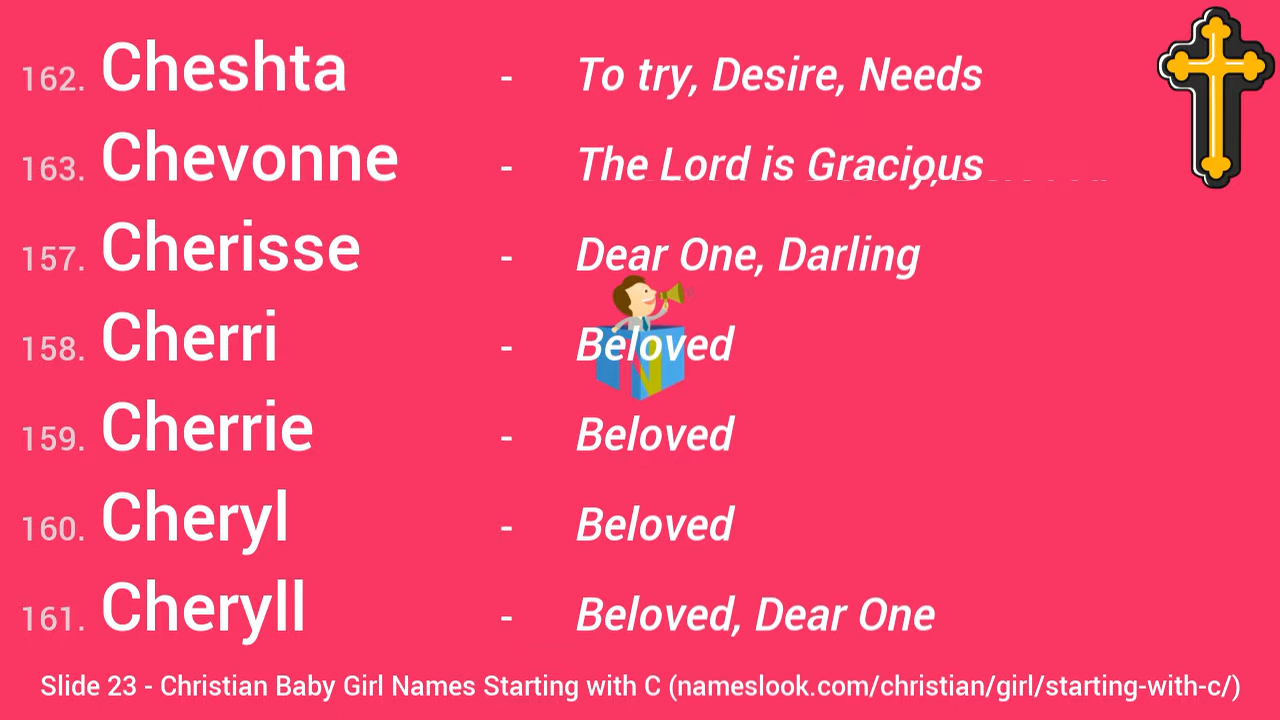 162. Cheshta - To try, Desire, Needs
163. Chevonne - The Lord is Gracious
157. Cherisse - Dear One, Darling
158. Cherri - Beloved
159. Cherrie - Beloved
160. Cheryl - Beloved
161. Cheryll - Beloved, Dear One
Slide 23 - Christian Baby Girl Names Starting with C (nameslook.com/christian/girl/starting-with-c/)